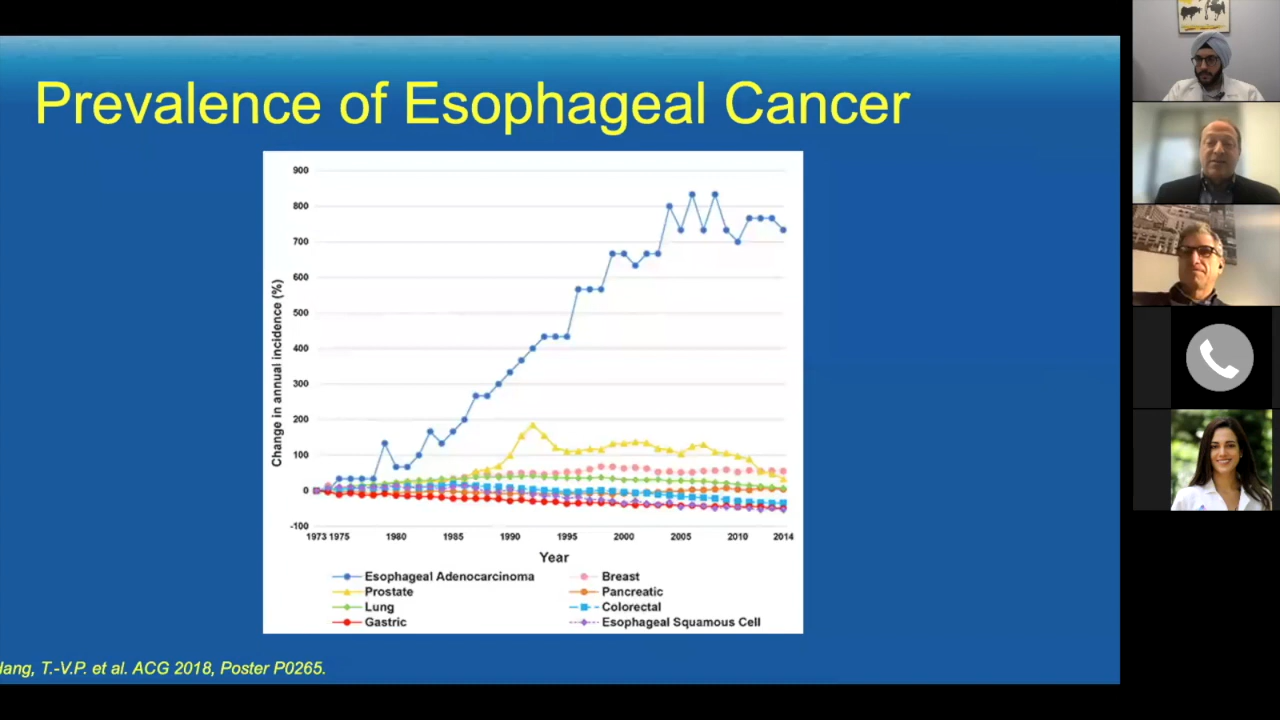 Prevalence of Esophageal Cancer
900
800
700
600
500
400
300
200
100
0
-100
Change in annual incidence (%)
1973 1975 1980 1985 1990 1995 2000 2005 2010 2014
Year
Esophageal Adenocarcinoma
Breast
Prostate
Pancreatic
Lung
Colorectal
Gastric
Esophageal Squamous Cell
T.-V.P. et al. ACG 2018, Poster P0265.